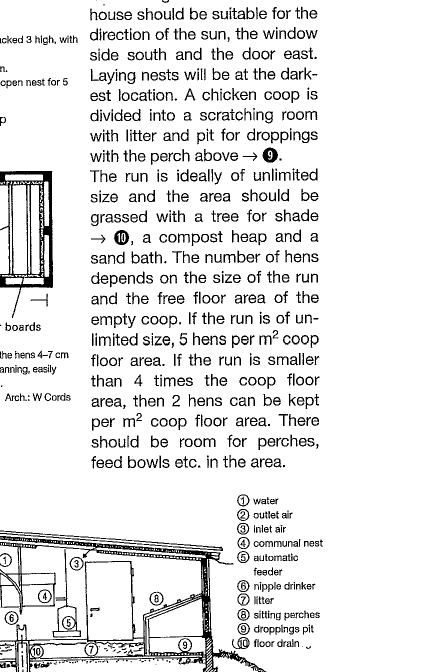 house should be suitable for the
direction of the sun, the window
side south and the door east.
Laying nests will be at the dark-
est location. A chicken coop is
divided into a scratching room
with litter and pit for droppings
with the perch above → ❾.
The run is ideally of unlimited
size and the area should be
grassed with a tree for shade
→ ❿, a compost heap and a
sand bath. The number of hens
depends on the size of the run
and the free floor area of the
empty coop. If the run is of un-
limited size, 5 hens per m² coop
floor area. If the run is smaller
than 4 times the coop floor
area, then 2 hens can be kept
per m² coop floor area. There
should be room for perches,
feed bowls etc. in the area.
acked 3 high, with
m.
open nest for 5
p
boards
the hens 4–7 cm
anning, easily
.
Arch.: W Cords
① water
② outlet air
③ inlet air
④ communal nest
⑤ automatic
feeder
⑥ nipple drinker
⑦ litter
⑧ sitting perches
⑨ droppings pit
⑩ floor drain
①
③
④
⑤
⑥
⑧
⑦
⑨
⑩